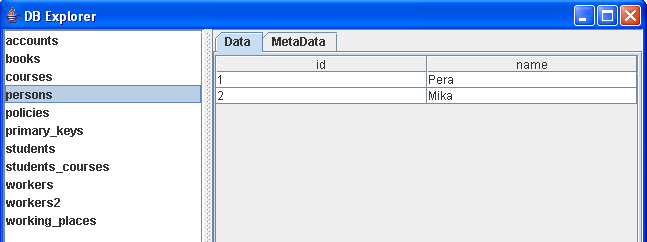 DB Explorer
accounts
books
courses
persons
policies
primary_keys
students
students_courses
workers
workers2
working_places
Data MetaData
id name
1 Pera
2 Mika